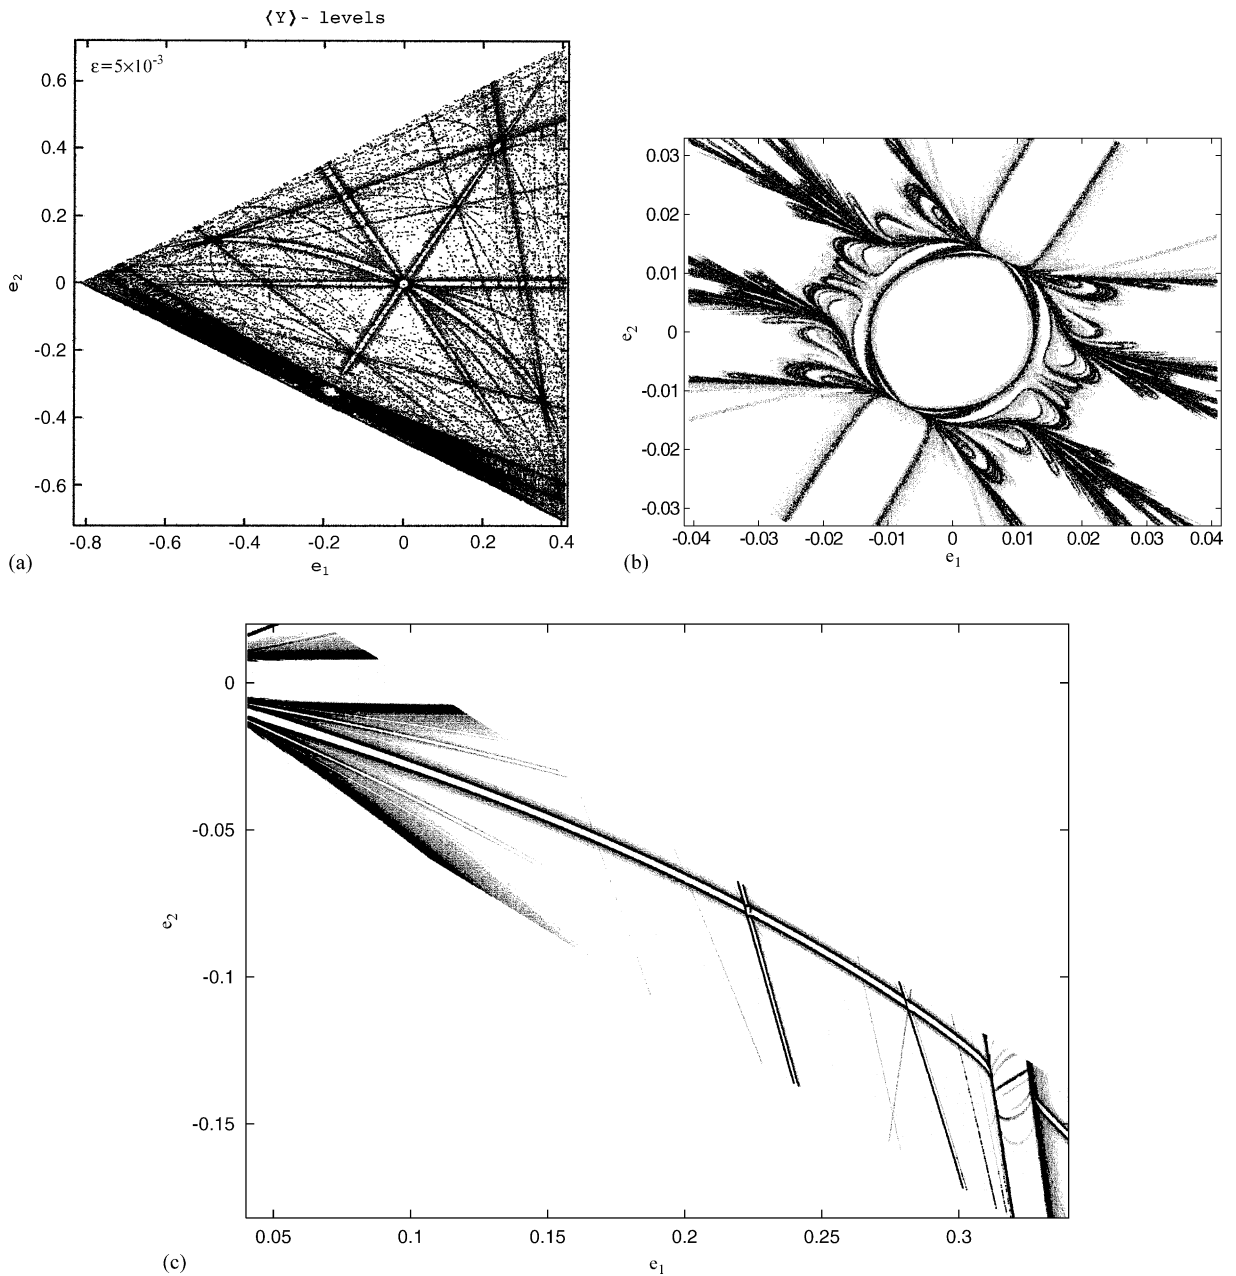 ⟨Y⟩- levels
ε=5×10⁻³
0.6
0.4
0.2
0
-0.2
-0.4
-0.6
e₂
-0.8 -0.6 -0.4 -0.2 0 0.2 0.4
e₁
(a)
0.03
0.02
0.01
0
-0.01
-0.02
-0.03
e₂
-0.04 -0.03 -0.02 -0.01 0 0.01 0.02 0.03 0.04
e₁
(b)
0
-0.05
-0.1
-0.15
e₂
0.05 0.1 0.15 0.2 0.25 0.3
e₁
(c)